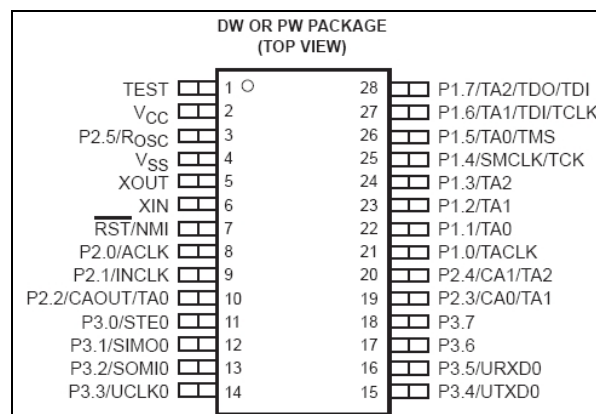 DW OR PW PACKAGE
(TOP VIEW)
TEST 1 28 P1.7/TA2/TDO/TDI
VCC 2 27 P1.6/TA1/TDI/TCLK
P2.5/ROSC 3 26 P1.5/TA0/TMS
VSS 4 25 P1.4/SMCLK/TCK
XOUT 5 24 P1.3/TA2
XIN 6 23 P1.2/TA1
RST/NMI 7 22 P1.1/TA0
P2.0/ACLK 8 21 P1.0/TACLK
P2.1/INCLK 9 20 P2.4/CA1/TA2
P2.2/CAOUT/TA0 10 19 P2.3/CA0/TA1
P3.0/STE0 11 18 P3.7
P3.1/SIMO0 12 17 P3.6
P3.2/SOMI0 13 16 P3.5/URXD0
P3.3/UCLK0 14 15 P3.4/UTXD0